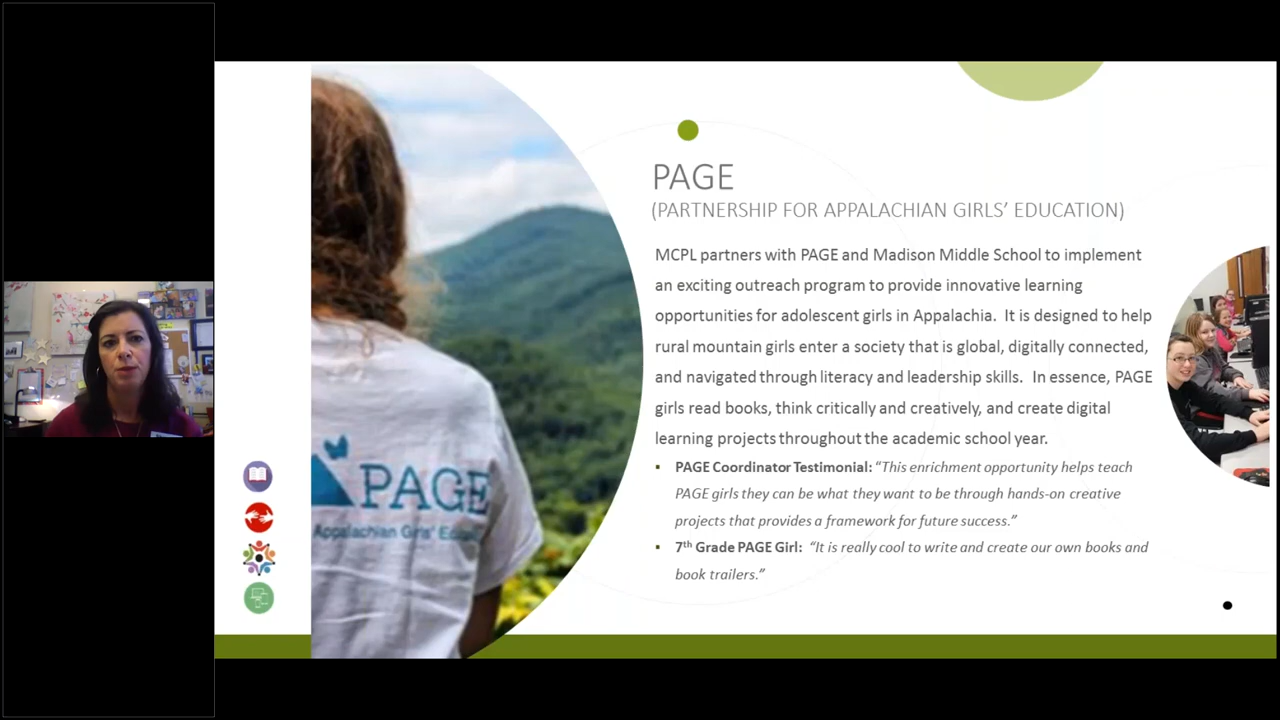 PAGE
(PARTNERSHIP FOR APPALACHIAN GIRLS' EDUCATION)
MCPL partners with PAGE and Madison Middle School to implement
an exciting outreach program to provide innovative learning
opportunities for adolescent girls in Appalachia. It is designed to help
rural mountain girls enter a society that is global, digitally connected,
and navigated through literacy and leadership skills. In essence, PAGE
girls read books, think critically and creatively, and create digital
learning projects throughout the academic school year.
▪ PAGE Coordinator Testimonial: "This enrichment opportunity helps teach
PAGE girls they can be what they want to be through hands-on creative
projects that provides a framework for future success."
▪ 7th Grade PAGE Girl: "It is really cool to write and create our own books and
book trailers."
PAGE
Appalachian Girls'